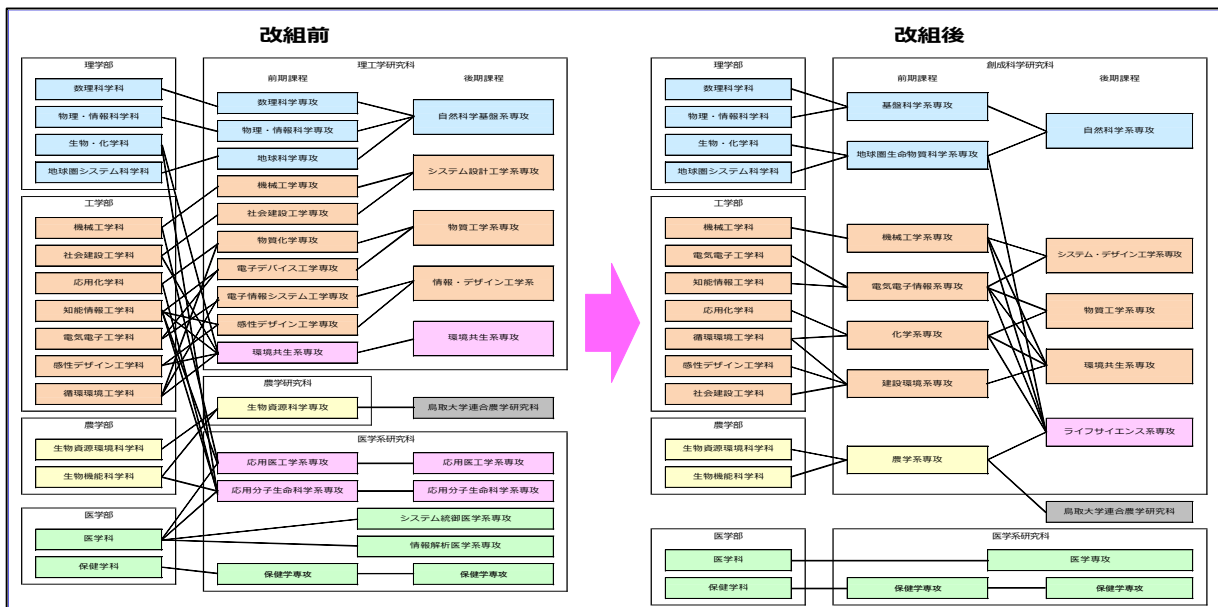 改組前
理学部
数理科学科
物理・情報科学科
生物・化学科
地球圏システム科学科
工学部
機械工学科
社会建設工学科
応用化学科
知能情報工学科
電気電子工学科
感性デザイン工学科
循環環境工学科
農学部
生物資源環境科学科
生物機能科学科
医学部
医学科
保健学科
理工学研究科
前期課程
後期課程
数理科学専攻
物理・情報科学専攻
地球科学専攻
機械工学専攻
社会建設工学専攻
物質化学専攻
電子デバイス工学専攻
電子情報システム工学専攻
感性デザイン工学専攻
環境共生系専攻
自然科学基盤系専攻
システム設計工学系専攻
物質工学系専攻
情報・デザイン工学系
環境共生系専攻
農学研究科
生物資源科学専攻
鳥取大学連合農学研究科
医学系研究科
応用医工学系専攻
応用医工学系専攻
応用分子生命科学系専攻
応用分子生命科学系専攻
システム統御医学系専攻
情報解析医学系専攻
保健学専攻
保健学専攻
改組後
理学部
数理科学科
物理・情報科学科
生物・化学科
地球圏システム科学科
工学部
機械工学科
電気電子工学科
知能情報工学科
応用化学科
循環環境工学科
感性デザイン工学科
社会建設工学科
農学部
生物資源環境科学科
生物機能科学科
医学部
医学科
保健学科
創成科学研究科
前期課程
後期課程
基盤科学系専攻
地球圏生命物質科学系専攻
機械工学系専攻
電気電子情報系専攻
化学系専攻
建設環境系専攻
農学系専攻
自然科学系専攻
システム・デザイン工学系専攻
物質工学系専攻
環境共生系専攻
ライフサイエンス系専攻
鳥取大学連合農学研究科
医学系研究科
医学専攻
保健学専攻
保健学専攻